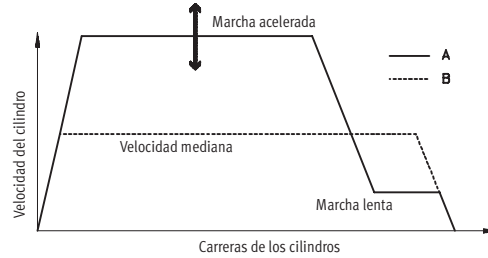 Marcha acelerada
A
B
Velocidad del cilindro
Velocidad mediana
Marcha lenta
Carreras de los cilindros